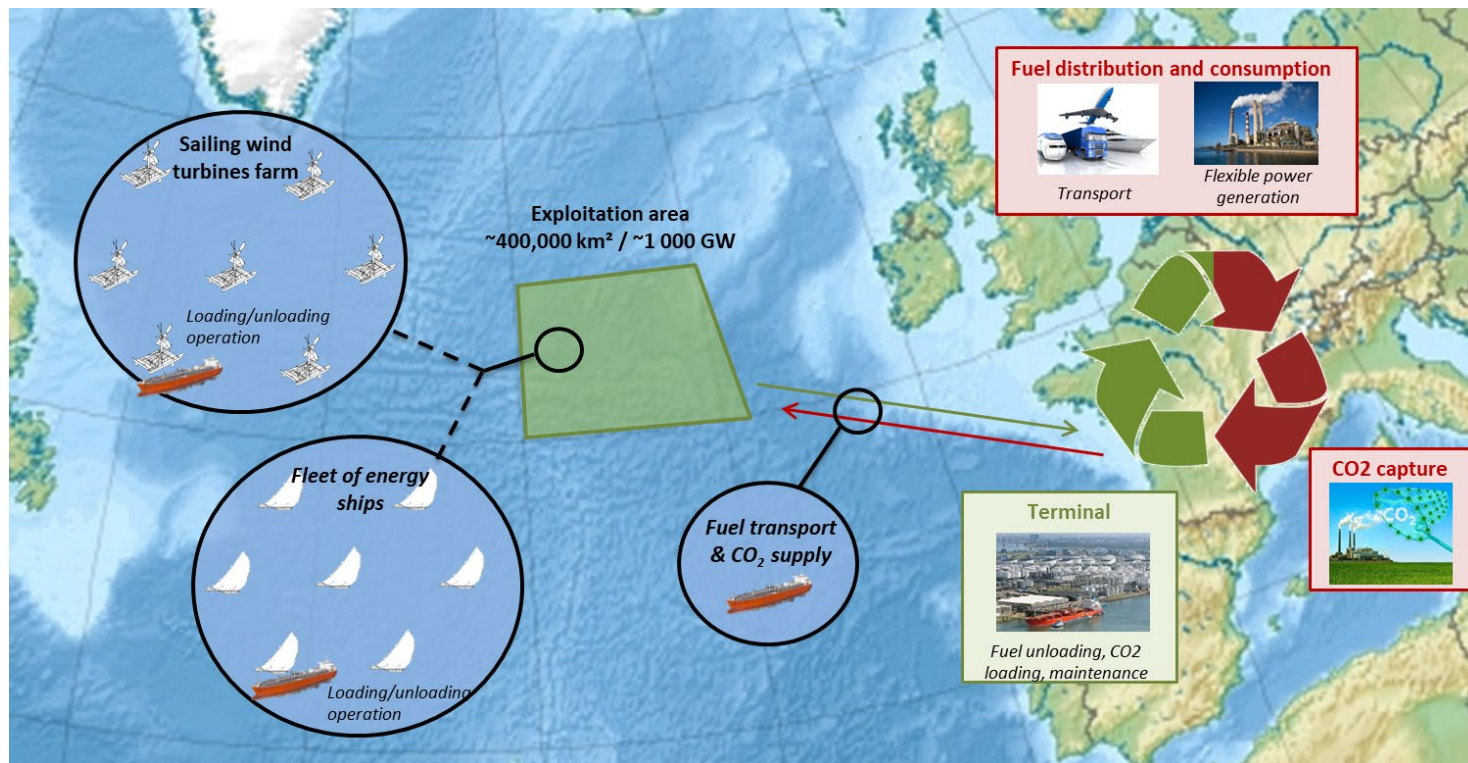 Sailing wind
turbines farm
Loading/unloading
operation
Fleet of energy
ships
Loading/unloading
operation
Exploitation area
~400,000 km² / ~1 000 GW
Fuel transport
& CO₂ supply
Fuel distribution and consumption
Transport
Flexible power
generation
Terminal
Fuel unloading, CO2
loading, maintenance
CO2 capture
CO₂